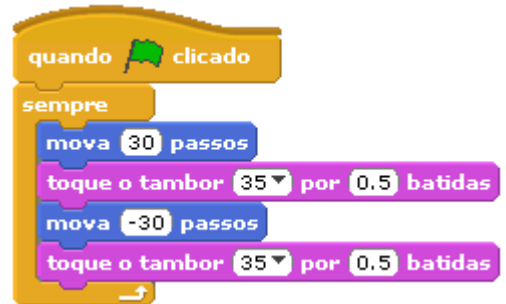 quando clicado
sempre
mova 30 passos
toque o tambor 35 por 0.5 batidas
mova -30 passos
toque o tambor 35 por 0.5 batidas